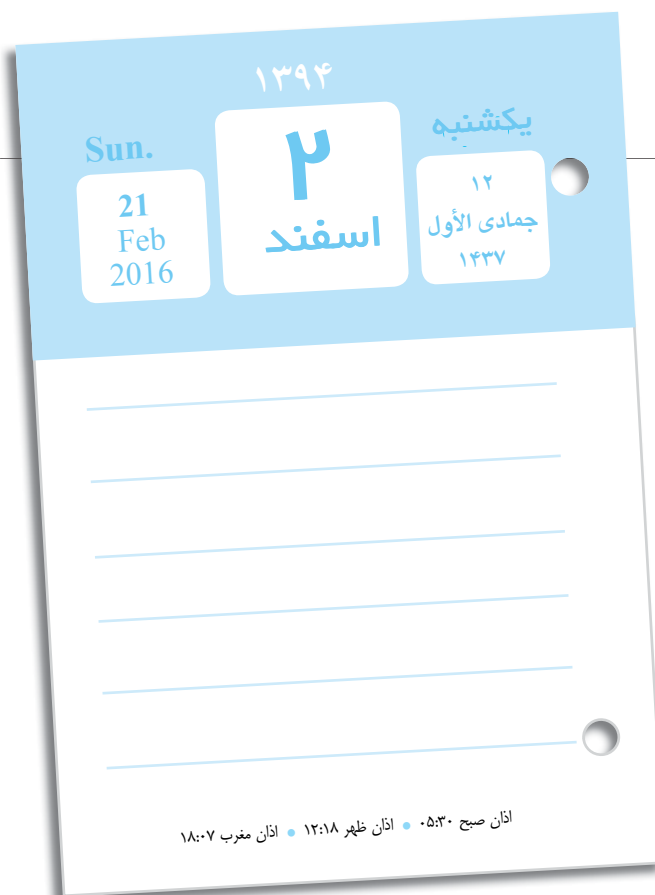 ۱۳۹۴
یکشنبه
۱۲
جمادی الأول
۱۴۳۷
۲
اسفند
Sun.
21
Feb
2016
اذان صبح ۰۵:۳۰ • اذان ظهر ۱۲:۱۸ • اذان مغرب ۱۸:۰۷